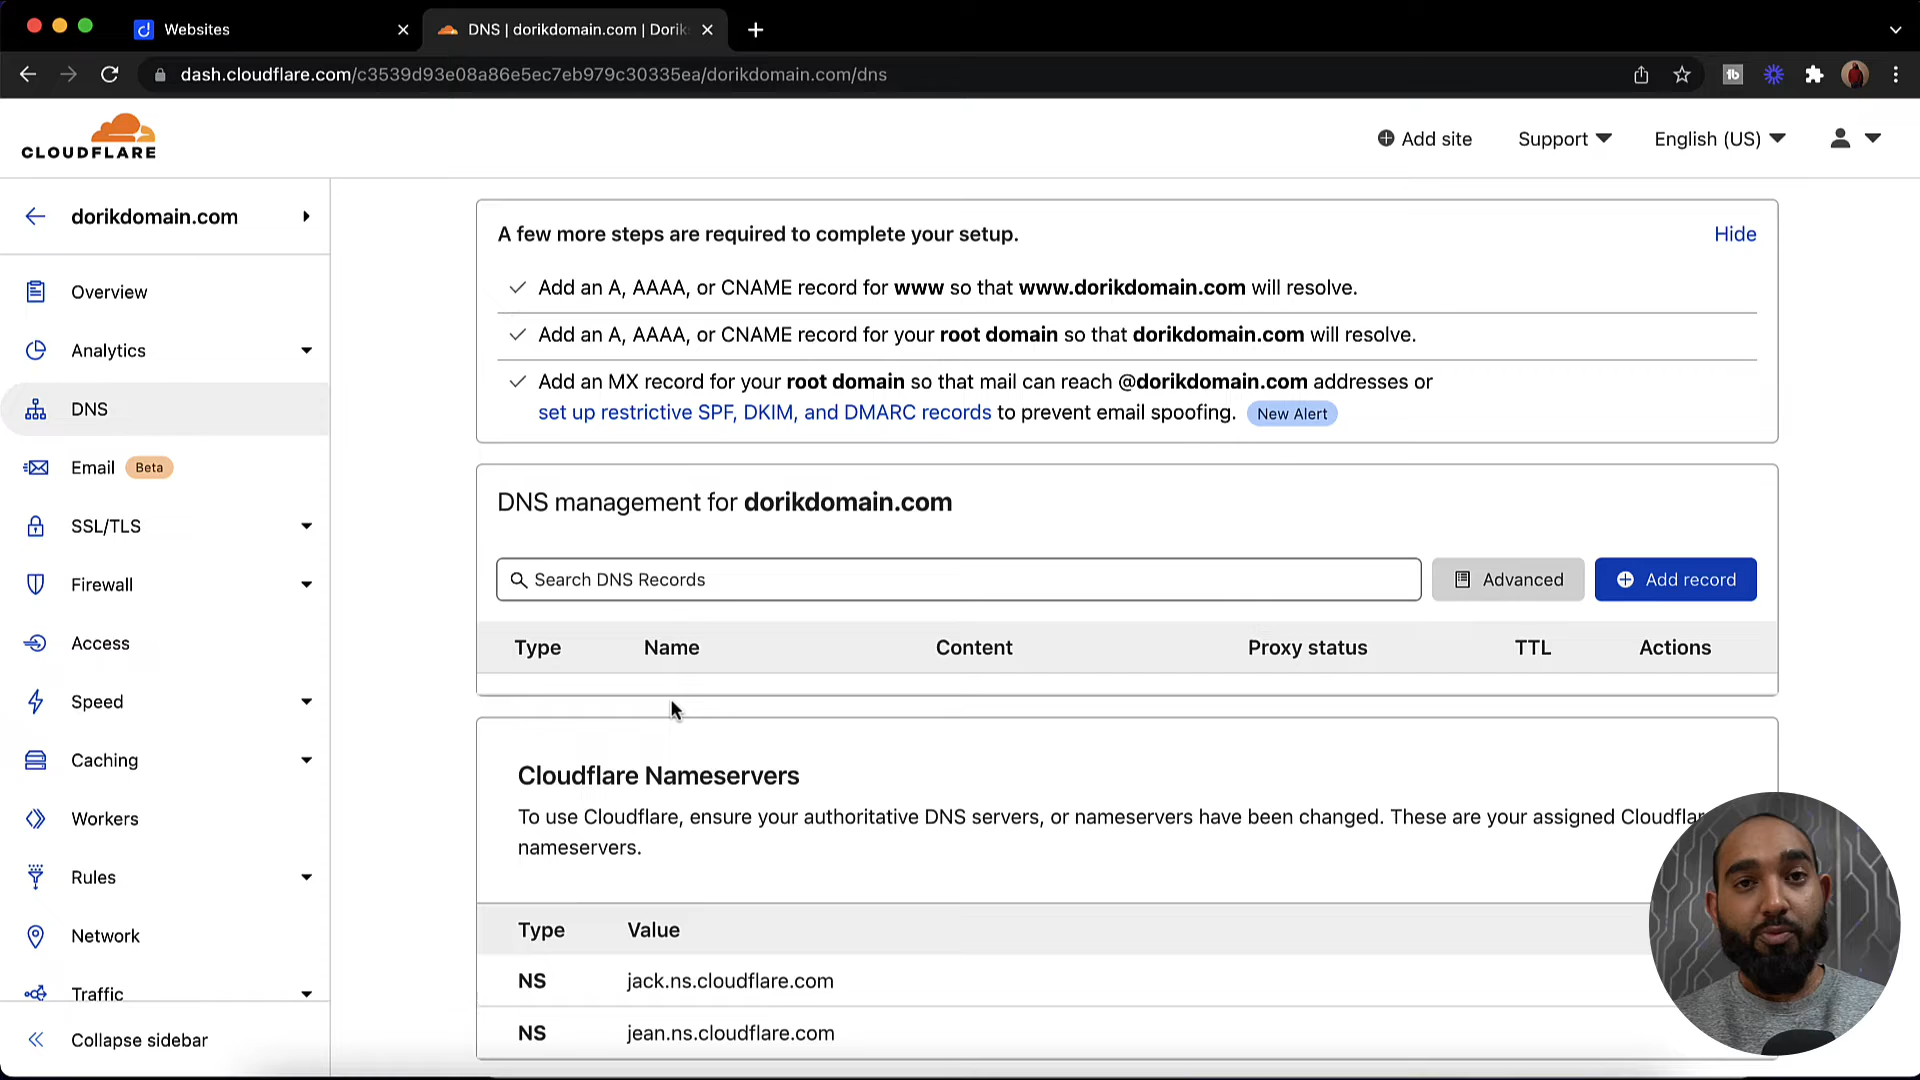 Websites
DNS | dorikdomain.com | Dorik
dash.cloudflare.com/c3539d93e08a86e5ec7eb979c30335ea/dorikdomain.com/dns
CLOUDFLARE
Add site
Support
English (US)
dorikdomain.com
Overview
Analytics
DNS
Email Beta
SSL/TLS
Firewall
Access
Speed
Caching
Workers
Rules
Network
Traffic
Collapse sidebar
A few more steps are required to complete your setup.
Hide
Add an A, AAAA, or CNAME record for www so that www.dorikdomain.com will resolve.
Add an A, AAAA, or CNAME record for your root domain so that dorikdomain.com will resolve.
Add an MX record for your root domain so that mail can reach @dorikdomain.com addresses or
set up restrictive SPF, DKIM, and DMARC records to prevent email spoofing. New Alert
DNS management for dorikdomain.com
Search DNS Records
Advanced
Add record
Type Name Content Proxy status TTL Actions
Cloudflare Nameservers
To use Cloudflare, ensure your authoritative DNS servers, or nameservers have been changed. These are your assigned Cloudflar
nameservers.
Type Value
NS jack.ns.cloudflare.com
NS jean.ns.cloudflare.com